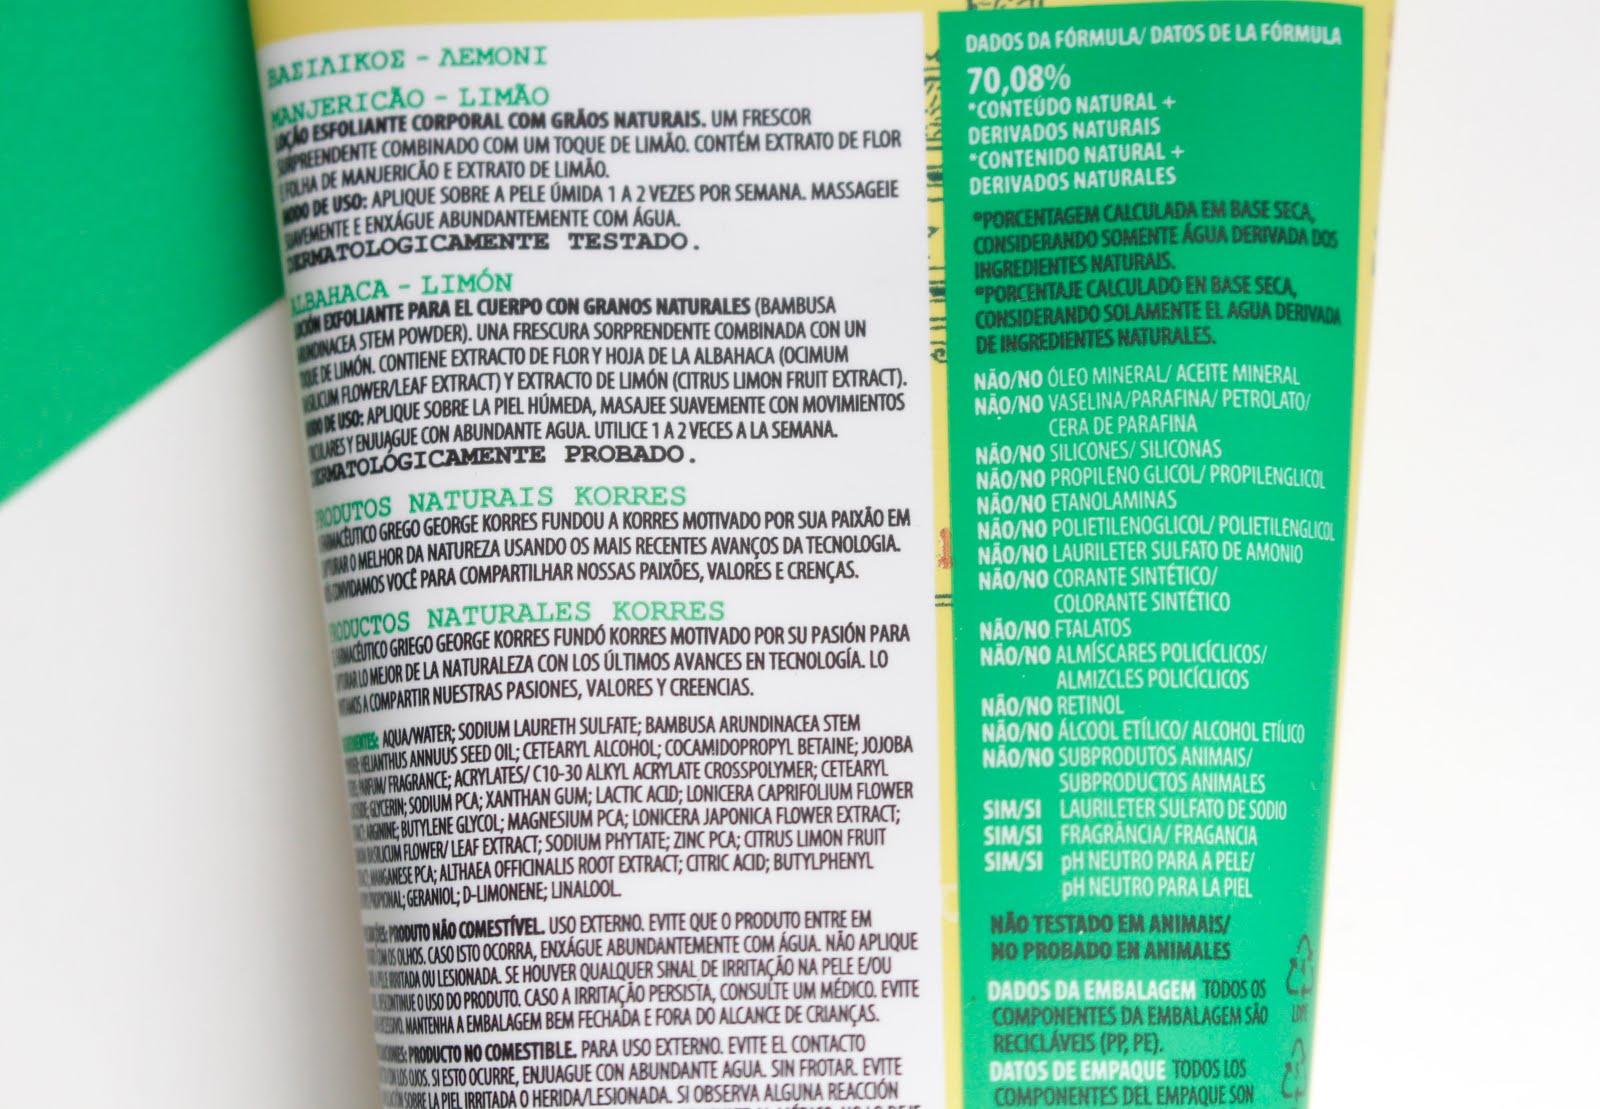 ΒΑΣΙΛΙΚΟΣ - ΛΕΜΟΝΙ
MANJERICÃO - LIMÃO
LOÇÃO ESFOLIANTE CORPORAL COM GRÃOS NATURAIS. UM FRESCOR
SURPREENDENTE COMBINADO COM UM TOQUE DE LIMÃO. CONTÉM EXTRATO DE FLOR
E FOLHA DE MANJERICÃO E EXTRATO DE LIMÃO.
MODO DE USO: APLIQUE SOBRE A PELE ÚMIDA 1 A 2 VEZES POR SEMANA. MASSAGEIE
SUAVEMENTE E ENXÁGUE ABUNDANTEMENTE COM ÁGUA.
DERMATOLOGICAMENTE TESTADO.
ALBAHACA - LIMÓN
LOCIÓN EXFOLIANTE PARA EL CUERPO CON GRANOS NATURALES (BAMBUSA
ARUNDINACEA STEM POWDER). UNA FRESCURA SORPRENDENTE COMBINADA CON UN
TOQUE DE LIMÓN. CONTIENE EXTRACTO DE FLOR Y HOJA DE LA ALBAHACA (OCIMUM
BASILICUM FLOWER/LEAF EXTRACT) Y EXTRACTO DE LIMÓN (CITRUS LIMON FRUIT EXTRACT).
MODO DE USO: APLIQUE SOBRE LA PIEL HÚMEDA, MASAJEE SUAVEMENTE CON MOVIMIENTOS
CIRCULARES Y ENJUAGUE CON ABUNDANTE AGUA. UTILICE 1 A 2 VECES A LA SEMANA.
DERMATOLÓGICAMENTE PROBADO.
PRODUTOS NATURAIS KORRES
FARMACÊUTICO GREGO GEORGE KORRES FUNDOU A KORRES MOTIVADO POR SUA PAIXÃO EM
CAPTURAR O MELHOR DA NATUREZA USANDO OS MAIS RECENTES AVANÇOS DA TECNOLOGIA.
CONVIDAMOS VOCÊ PARA COMPARTILHAR NOSSAS PAIXÕES, VALORES E CRENÇAS.
PRODUCTOS NATURALES KORRES
FARMACÉUTICO GRIEGO GEORGE KORRES FUNDÓ KORRES MOTIVADO POR SU PASIÓN PARA
CAPTURAR LO MEJOR DE LA NATURALEZA CON LOS ÚLTIMOS AVANCES EN TECNOLOGÍA. LO
INVITAMOS A COMPARTIR NUESTRAS PASIONES, VALORES Y CREENCIAS.
AQUA/WATER; SODIUM LAURETH SULFATE; BAMBUSA ARUNDINACEA STEM
HELIANTHUS ANNUUS SEED OIL; CETEARYL ALCOHOL; COCAMIDOPROPYL BETAINE; JOJOBA
PARFUM/ FRAGRANCE; ACRYLATES/ C10-30 ALKYL ACRYLATE CROSSPOLYMER; CETEARYL
GLYCERIN; SODIUM PCA; XANTHAN GUM; LACTIC ACID; LONICERA CAPRIFOLIUM FLOWER
ARGININE; BUTYLENE GLYCOL; MAGNESIUM PCA; LONICERA JAPONICA FLOWER EXTRACT;
BASILICUM FLOWER/ LEAF EXTRACT; SODIUM PHYTATE; ZINC PCA; CITRUS LIMON FRUIT
MANGANESE PCA; ALTHAEA OFFICINALIS ROOT EXTRACT; CITRIC ACID; BUTYLPHENYL
GERANIOL; D-LIMONENE; LINALOOL.
PRODUTO NÃO COMESTÍVEL. USO EXTERNO. EVITE QUE O PRODUTO ENTRE EM
COM OS OLHOS. CASO ISTO OCORRA, ENXÁGUE ABUNDANTEMENTE COM ÁGUA. NÃO APLIQUE
PELE IRRITADA OU LESIONADA. SE HOUVER QUALQUER SINAL DE IRRITAÇÃO NA PELE E/OU
DESCONTINUE O USO DO PRODUTO. CASO A IRRITAÇÃO PERSISTA, CONSULTE UM MÉDICO. EVITE
MANTENHA A EMBALAGEM BEM FECHADA E FORA DO ALCANCE DE CRIANÇAS.
PRODUCTO NO COMESTIBLE. PARA USO EXTERNO. EVITE EL CONTACTO
CON LOS OJOS. SI ESTO OCURRE, ENJUAGUE CON ABUNDANTE AGUA. SIN FROTAR. EVITE
SOBRE LA PIEL IRRITADA O HERIDA/LESIONADA. SI OBSERVA ALGUNA REACCIÓN
DADOS DA FÓRMULA/ DATOS DE LA FÓRMULA
70,08%
*CONTEÚDO NATURAL +
DERIVADOS NATURAIS
*CONTENIDO NATURAL +
DERIVADOS NATURALES
*PORCENTAGEM CALCULADA EM BASE SECA,
CONSIDERANDO SOMENTE ÁGUA DERIVADA DOS
INGREDIENTES NATURAIS.
*PORCENTAJE CALCULADO EN BASE SECA,
CONSIDERANDO SOLAMENTE EL AGUA DERIVADA
DE INGREDIENTES NATURALES.
NÃO/NO ÓLEO MINERAL/ ACEITE MINERAL
NÃO/NO VASELINA/PARAFINA/ PETROLATO/
CERA DE PARAFINA
NÃO/NO SILICONES/ SILICONAS
NÃO/NO PROPILENO GLICOL/ PROPILENGLICOL
NÃO/NO ETANOLAMINAS
NÃO/NO POLIETILENOGLICOL/ POLIETILENGLICOL
NÃO/NO LAURILETER SULFATO DE AMONIO
NÃO/NO CORANTE SINTÉTICO/
COLORANTE SINTÉTICO
NÃO/NO FTALATOS
NÃO/NO ALMÍSCARES POLICÍCLICOS/
ALMIZCLES POLICÍCLICOS
NÃO/NO RETINOL
NÃO/NO ÁLCOOL ETÍLICO/ ALCOHOL ETÍLICO
NÃO/NO SUBPRODUTOS ANIMAIS/
SUBPRODUCTOS ANIMALES
SIM/SI LAURILETER SULFATO DE SODIO
SIM/SI FRAGRÂNCIA/ FRAGANCIA
SIM/SI pH NEUTRO PARA A PELE/
pH NEUTRO PARA LA PIEL
NÃO TESTADO EM ANIMAIS/
NO PROBADO EN ANIMALES
DADOS DA EMBALAGEM TODOS OS
COMPONENTES DA EMBALAGEM SÃO
RECICLÁVEIS (PP, PE).
DATOS DE EMPAQUE TODOS LOS
COMPONENTES DEL EMPAQUE SON